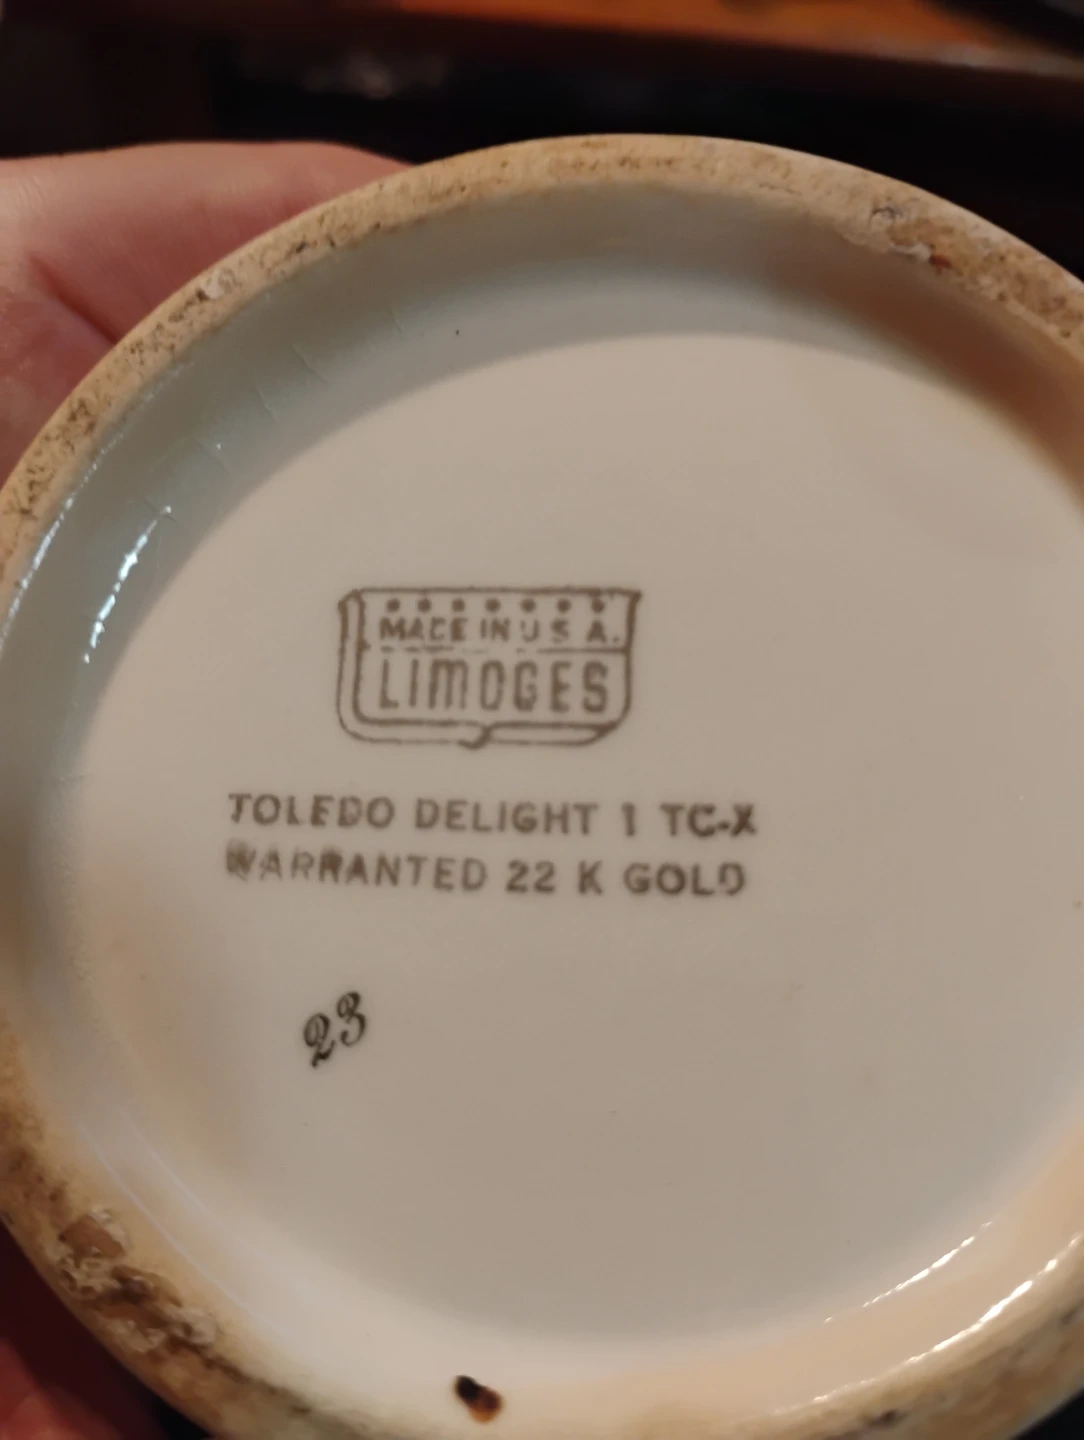 MADE IN U S A.
LIMOGES
TOLEDO DELIGHT 1 TC-X
WARRANTED 22 K GOLD
23